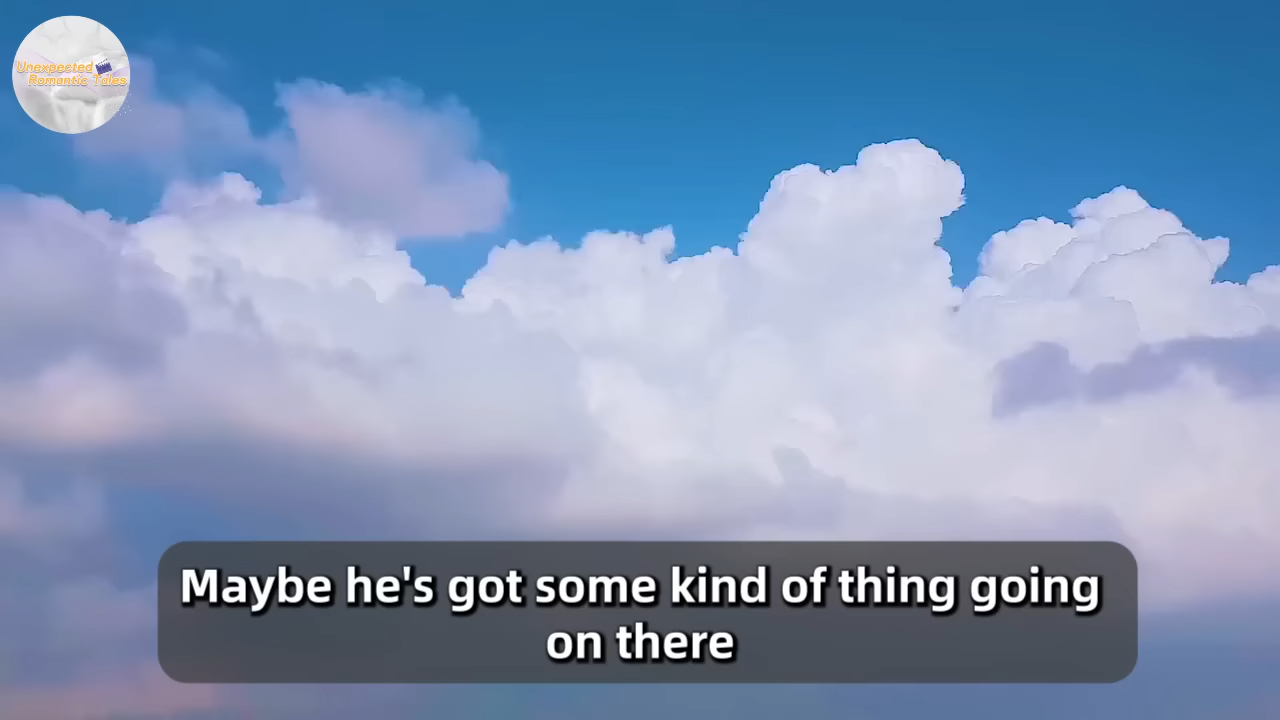 Unexpected
Romantic Tales
Maybe he's got some kind of thing going
on there